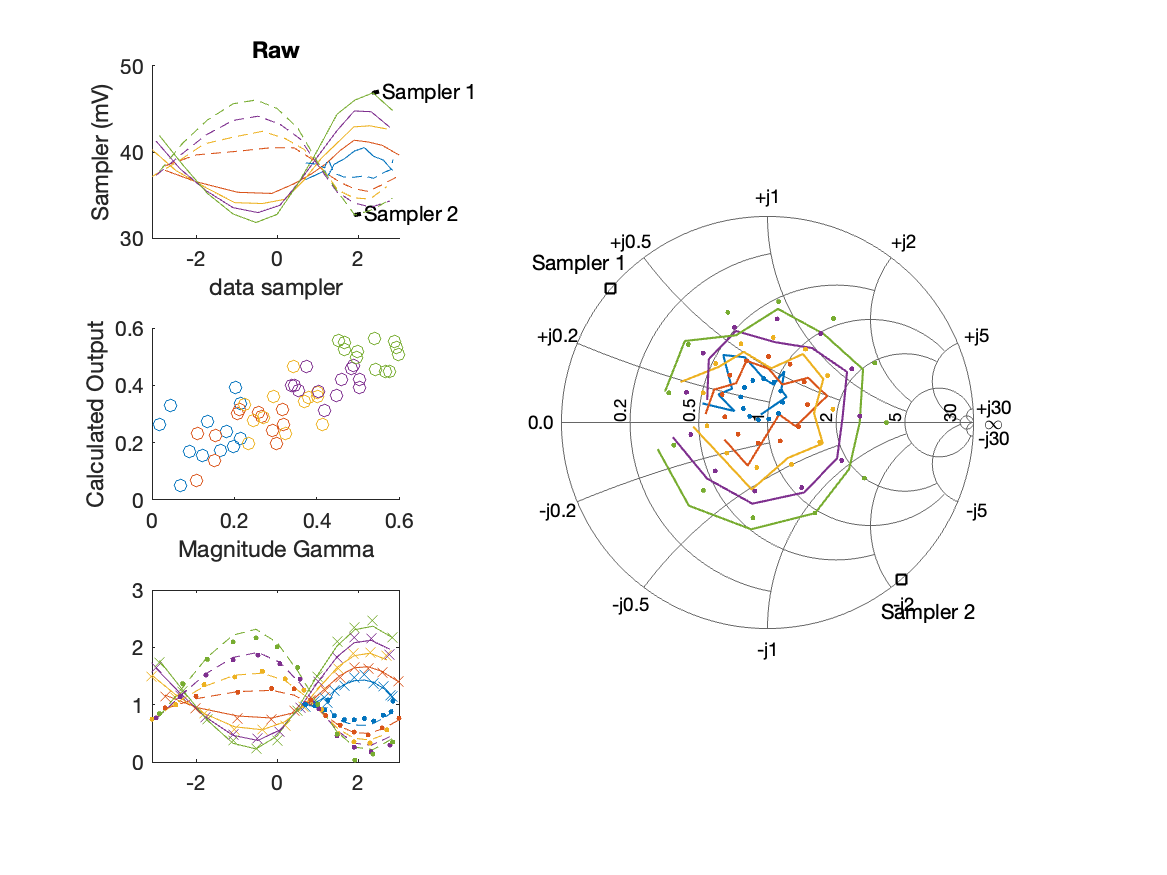 Raw
50
40
30
Sampler (mV)
Sampler 1
Sampler 2
-2 0 2
data sampler
0.6
0.4
0.2
0
Calculated Output
0 0.2 0.4 0.6
Magnitude Gamma
3
2
1
0
-2 0 2
+j1
+j0.5 +j2
Sampler 1
+j0.2 +j5
0.0 0.2 0.5 1 2 5 30 +j30
∞
-j30
-j0.2 -j5
-j0.5 -j2
Sampler 2
-j1